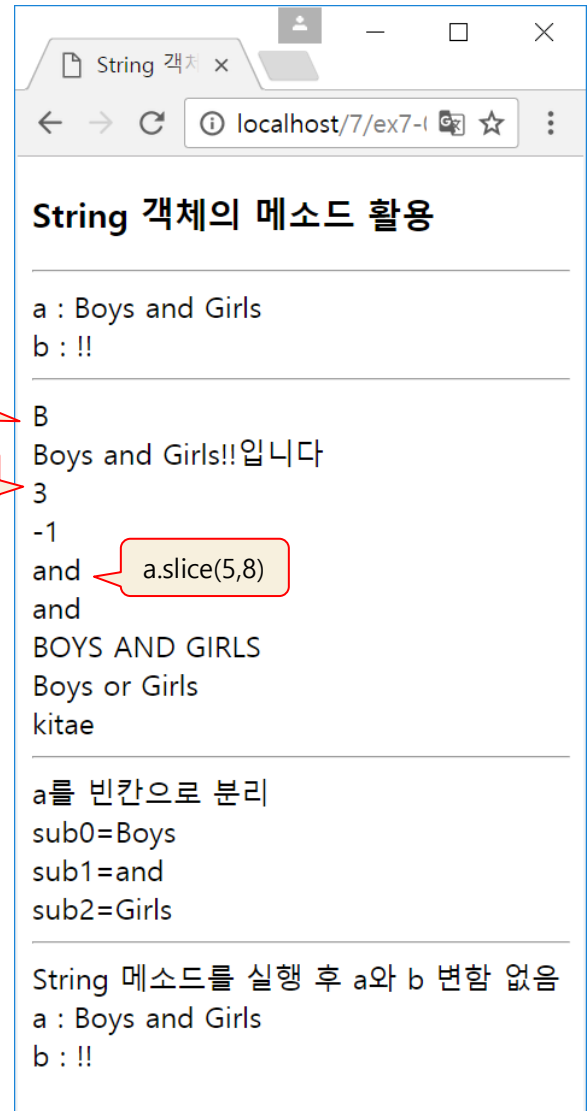 String 객체
localhost/7/ex7-
String 객체의 메소드 활용
a : Boys and Girls
b : !!
B
Boys and Girls!!입니다
3
-1
and
a.slice(5,8)
and
BOYS AND GIRLS
Boys or Girls
kitae
a를 빈칸으로 분리
sub0=Boys
sub1=and
sub2=Girls
String 메소드를 실행 후 a와 b 변함 없음
a : Boys and Girls
b : !!